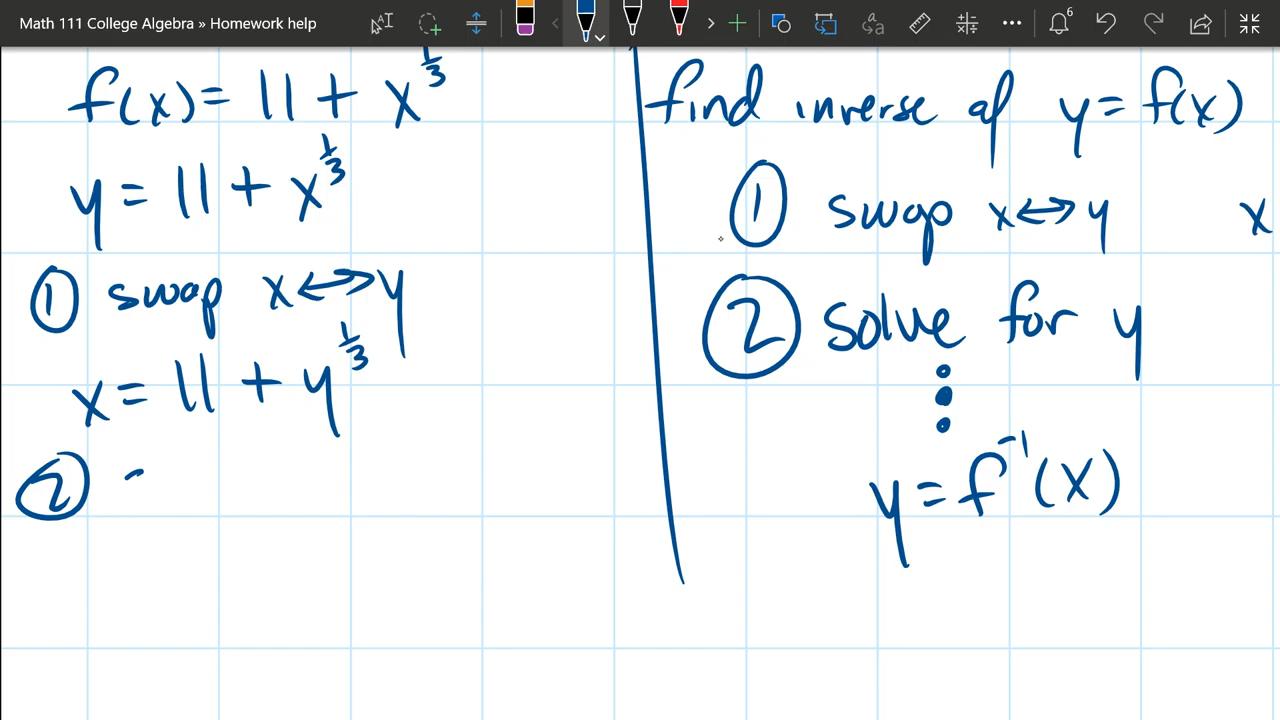 Math 111 College Algebra » Homework help
6
f(x) = 11 + x^{1/3}
y = 11 + x^{1/3}
① swap x↔y
x = 11 + y^{1/3}
② -
find inverse of y = f(x)
① swap x↔y x
② solve for y
⋮
y = f^{-1}(x)